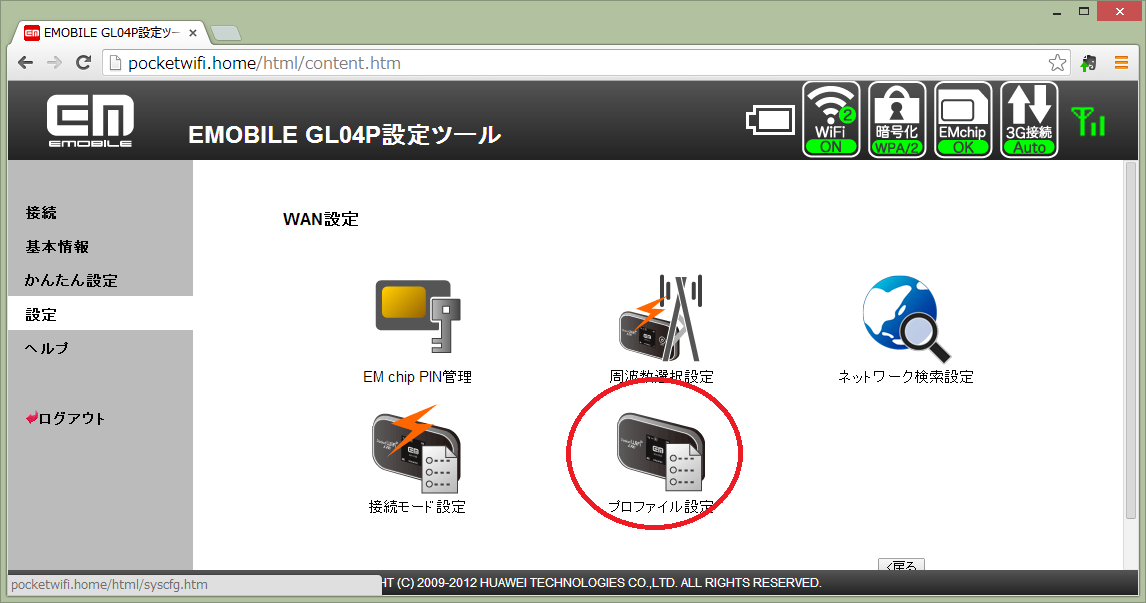 EMOBILE GL04P設定ツー
pocketwifi.home/html/content.htm
EM
EMOBILE
EMOBILE GL04P設定ツール
2
WiFi
ON
暗号化
WPA/2
EMchip
OK
3G接続
Auto
接続
基本情報
かんたん設定
設定
ヘルプ
ログアウト
WAN設定
EM chip PIN管理
周波数選択設定
ネットワーク検索設定
接続モード設定
プロファイル設定
<戻る
pocketwifi.home/html/syscfg.htm
HT (C) 2009-2012 HUAWEI TECHNOLOGIES CO.,LTD. ALL RIGHTS RESERVED.